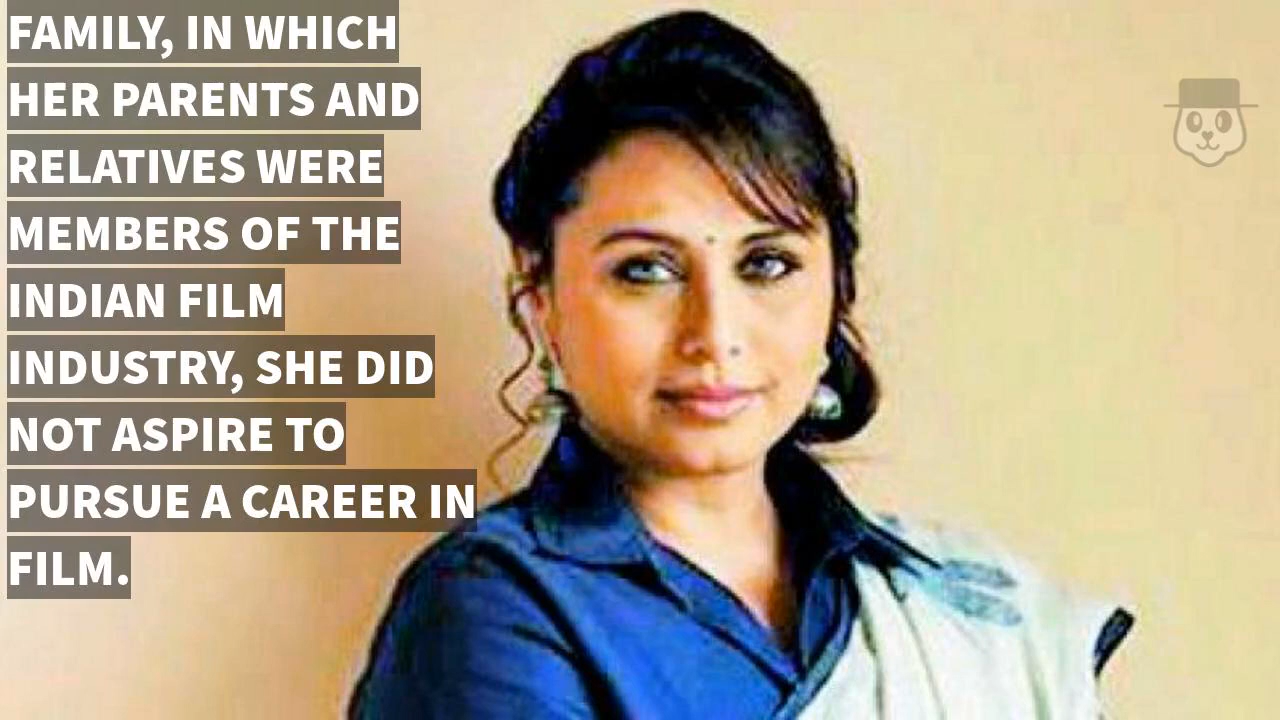 FAMILY, IN WHICH
HER PARENTS AND
RELATIVES WERE
MEMBERS OF THE
INDIAN FILM
INDUSTRY, SHE DID
NOT ASPIRE TO
PURSUE A CAREER IN
FILM.